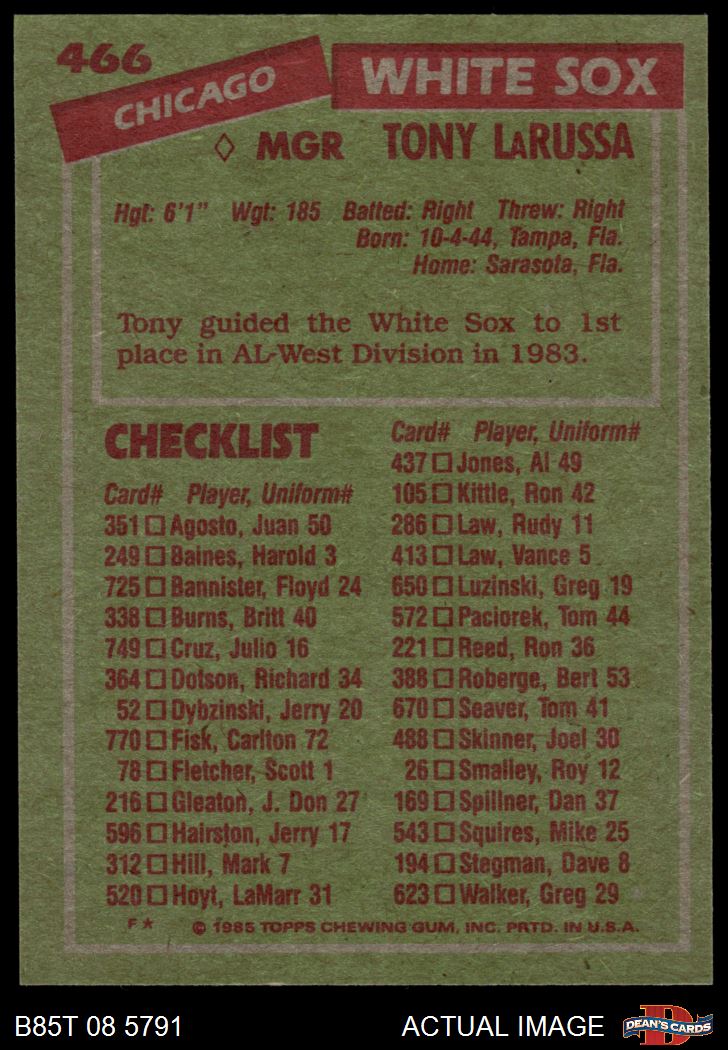 466
CHICAGO WHITE SOX
◊ MGR TONY LaRUSSA
Hgt: 6'1" Wgt: 185 Batted: Right Threw: Right
Born: 10-4-44, Tampa, Fla.
Home: Sarasota, Fla.
Tony guided the White Sox to 1st
place in AL-West Division in 1983.
CHECKLIST
Card# Player, Uniform#
351 □ Agosto, Juan 50
249 □ Baines, Harold 3
725 □ Bannister, Floyd 24
338 □ Burns, Britt 40
749 □ Cruz, Julio 16
364 □ Dotson, Richard 34
52 □ Dybzinski, Jerry 20
770 □ Fisk, Carlton 72
78 □ Fletcher, Scott 1
216 □ Gleaton, J. Don 27
596 □ Hairston, Jerry 17
312 □ Hill, Mark 7
520 □ Hoyt, LaMarr 31
Card# Player, Uniform#
437 □ Jones, Al 49
105 □ Kittle, Ron 42
286 □ Law, Rudy 11
413 □ Law, Vance 5
650 □ Luzinski, Greg 19
572 □ Paciorek, Tom 44
221 □ Reed, Ron 36
388 □ Roberge, Bert 53
670 □ Seaver, Tom 41
488 □ Skinner, Joel 30
26 □ Smalley, Roy 12
169 □ Spillner, Dan 37
543 □ Squires, Mike 25
194 □ Stegman, Dave 8
623 □ Walker, Greg 29
F★ © 1985 TOPPS CHEWING GUM, INC. PRTD. IN U.S.A.
B85T 08 5791 ACTUAL IMAGE
D
DEAN'S CARDS